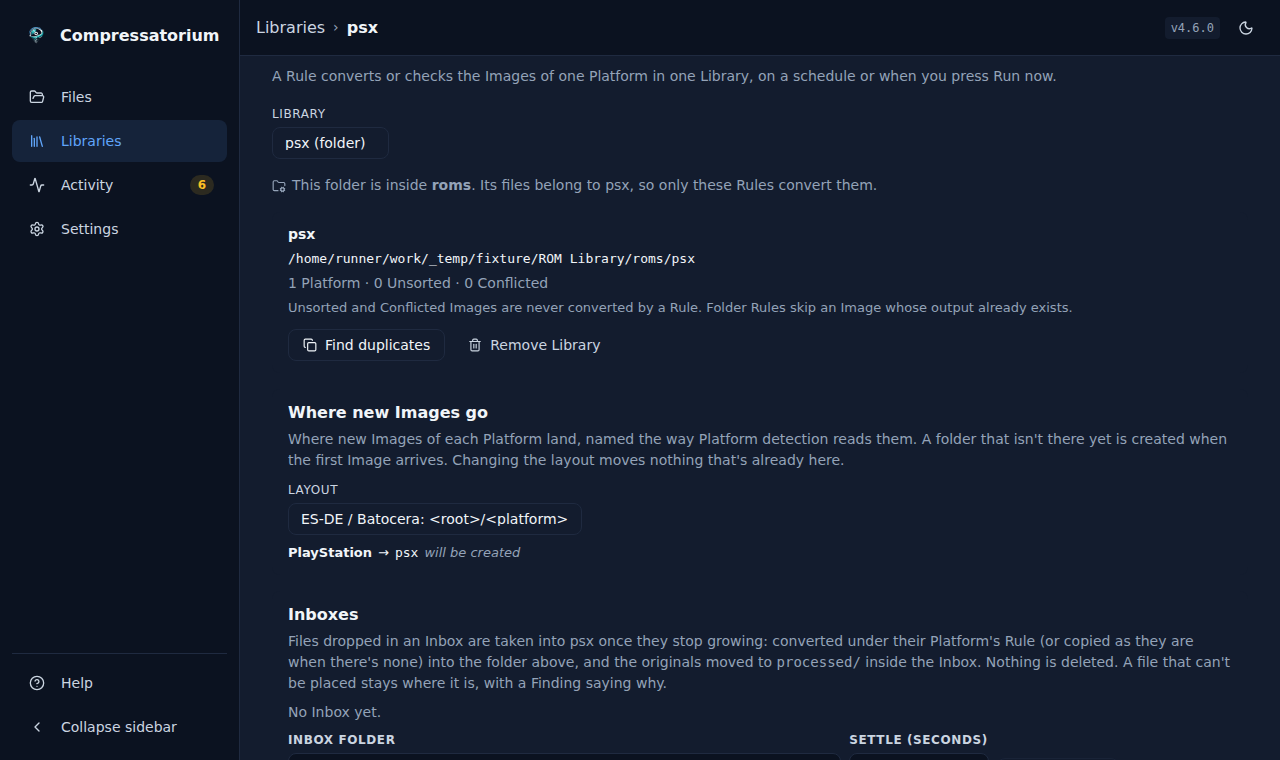 Compressatorium
Libraries › psx
v4.6.0
Files
Libraries
Activity
6
Settings
Help
Collapse sidebar
A Rule converts or checks the Images of one Platform in one Library, on a schedule or when you press Run now.
LIBRARY
psx (folder)
This folder is inside roms. Its files belong to psx, so only these Rules convert them.
psx
/home/runner/work/_temp/fixture/ROM Library/roms/psx
1 Platform · 0 Unsorted · 0 Conflicted
Unsorted and Conflicted Images are never converted by a Rule. Folder Rules skip an Image whose output already exists.
Find duplicates
Remove Library
Where new Images go
Where new Images of each Platform land, named the way Platform detection reads them. A folder that isn't there yet is created when
the first Image arrives. Changing the layout moves nothing that's already here.
LAYOUT
ES-DE / Batocera: <root>/<platform>
PlayStation → psx will be created
Inboxes
Files dropped in an Inbox are taken into psx once they stop growing: converted under their Platform's Rule (or copied as they are
when there's none) into the folder above, and the originals moved to processed/ inside the Inbox. Nothing is deleted. A file that can't
be placed stays where it is, with a Finding saying why.
No Inbox yet.
INBOX FOLDER
SETTLE (SECONDS)